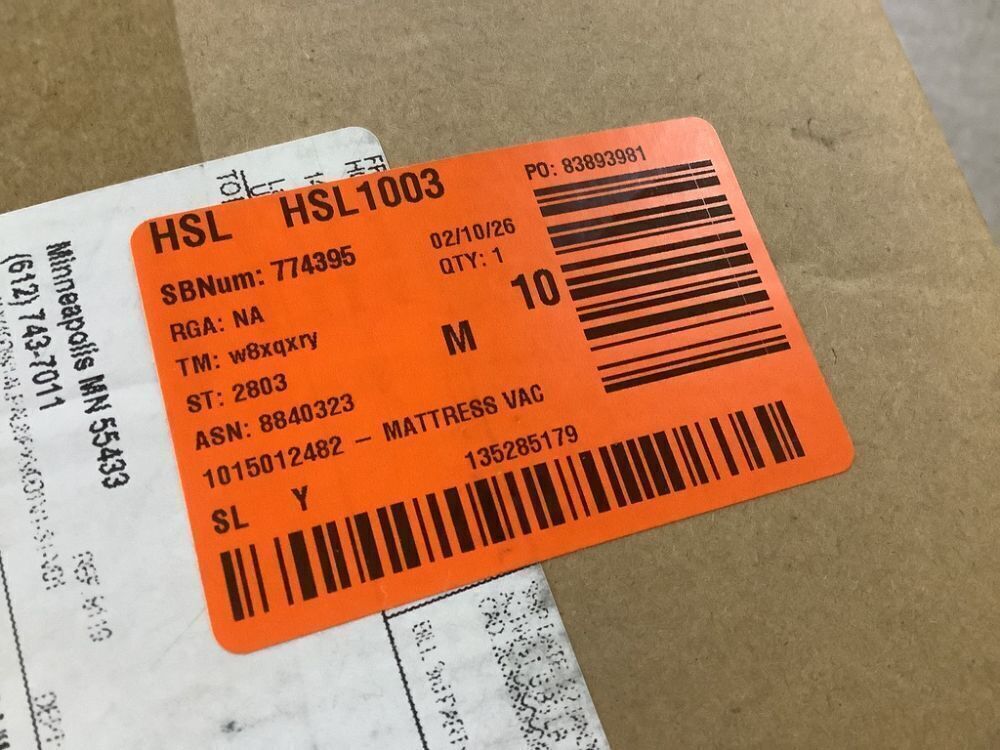 HSL HSL1003
PO: 83893981
SBNum: 774395
02/10/26
QTY: 1
RGA: NA
10
TM: w8xqxry
M
ST: 2803
ASN: 8840323
1015012482 – MATTRESS VAC
135285179
SL Y
Minneapolis MN 55433
(612) 743-7011